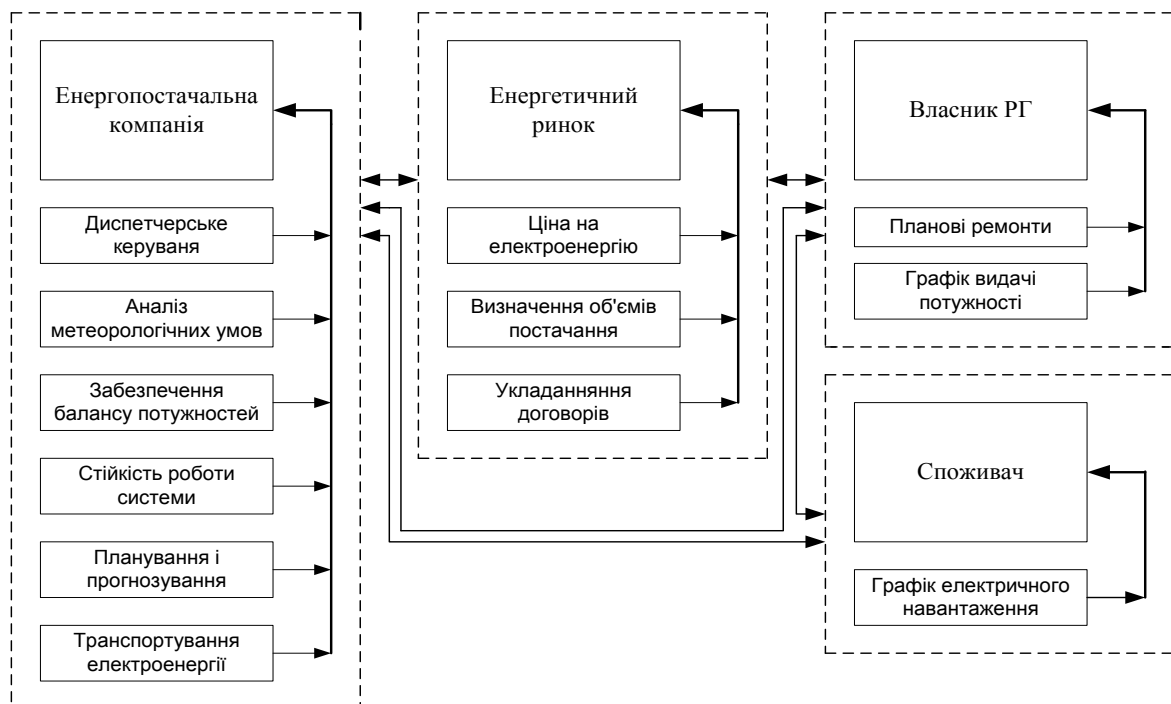 Енергопостачальна
компанія
Диспетчерське
керуваня
Аналіз
метеорологічних умов
Забезпечення
балансу потужностей
Стійкість роботи
системи
Планування і
прогнозування
Транспортування
електроенергії
Енергетичний
ринок
Ціна на
електроенергію
Визначення об'ємів
постачання
Укладанняння
договорів
Власник РГ
Планові ремонти
Графік видачі
потужності
Споживач
Графік електричного
навантаження